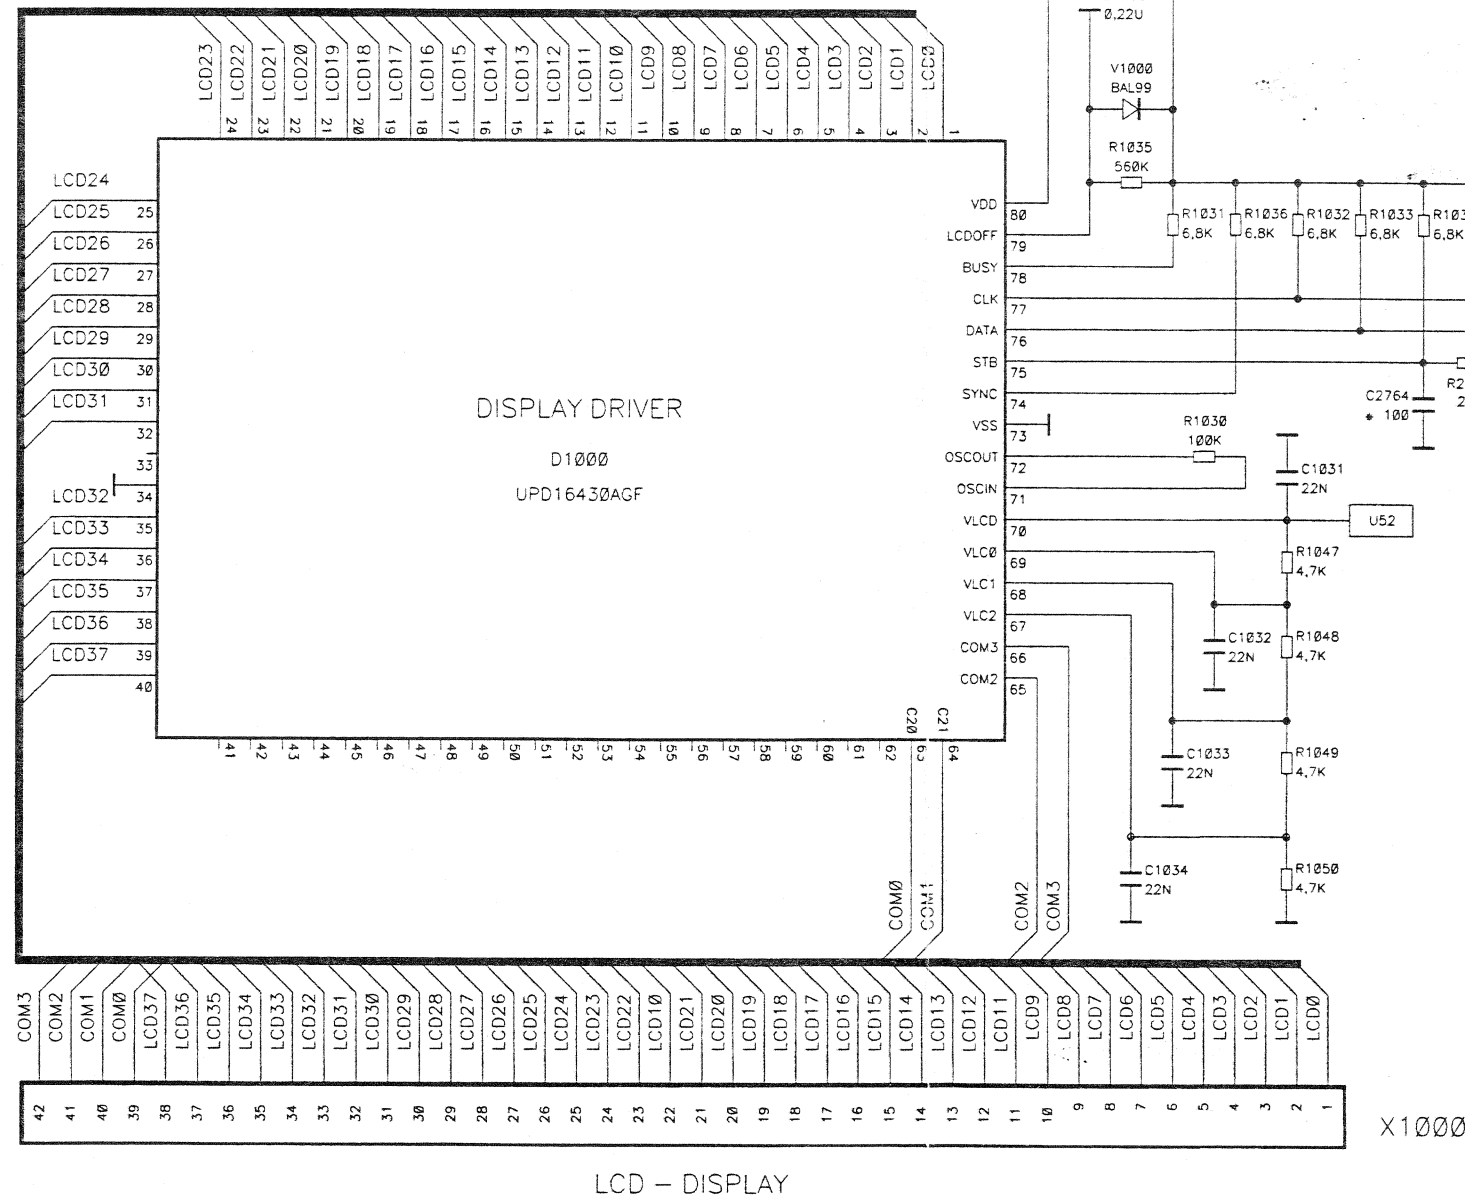 0,22U
LCD23 LCD22 LCD21 LCD20 LCD19 LCD18 LCD17 LCD16 LCD15 LCD14 LCD13 LCD12 LCD11 LCD10 LCD9 LCD8 LCD7 LCD6 LCD5 LCD4 LCD3 LCD2 LCD1 LCD0
24 23 22 21 20 19 18 17 16 15 14 13 12 11 10 9 8 7 6 5 4 3 2 1
V1000
BAL99
R1035
560K
LCD24
LCD25 25
LCD26 26
LCD27 27
LCD28 28
LCD29 29
LCD30 30
LCD31 31
32
33
LCD32 34
LCD33 35
LCD34 36
LCD35 37
LCD36 38
LCD37 39
40
DISPLAY DRIVER
D1000
UPD16430AGF
VDD 80
LCDOFF 79
BUSY 78
CLK 77
DATA 76
STB 75
SYNC 74
VSS 73
OSCOUT 72
OSCIN 71
VLCD 70
VLC0 69
VLC1 68
VLC2 67
COM3 66
COM2 65
R1031 R1036 R1032 R1033 R103
6,8K 6,8K 6,8K 6,8K 6,8K
C2764
* 100
R2
2
R1030
100K
C1031
22N
U52
R1047
4,7K
C1032
22N
R1048
4,7K
C1033
22N
R1049
4,7K
C1034
22N
R1050
4,7K
C20 C21
41 42 43 44 45 46 47 48 49 50 51 52 53 54 55 56 57 58 59 60 61 62 63 64
COM0 COM1 COM2 COM3
COM3 COM2 COM1 COM0 LCD37 LCD36 LCD35 LCD34 LCD33 LCD32 LCD31 LCD30 LCD29 LCD28 LCD27 LCD26 LCD25 LCD24 LCD23 LCD22 LCD10 LCD21 LCD20 LCD19 LCD18 LCD17 LCD16 LCD15 LCD14 LCD13 LCD12 LCD11 LCD9 LCD8 LCD7 LCD6 LCD5 LCD4 LCD3 LCD2 LCD1 LCD0
42 41 40 39 38 37 36 35 34 33 32 31 30 29 28 27 26 25 24 23 22 21 20 19 18 17 16 15 14 13 12 11 10 9 8 7 6 5 4 3 2 1
X1000
LCD – DISPLAY